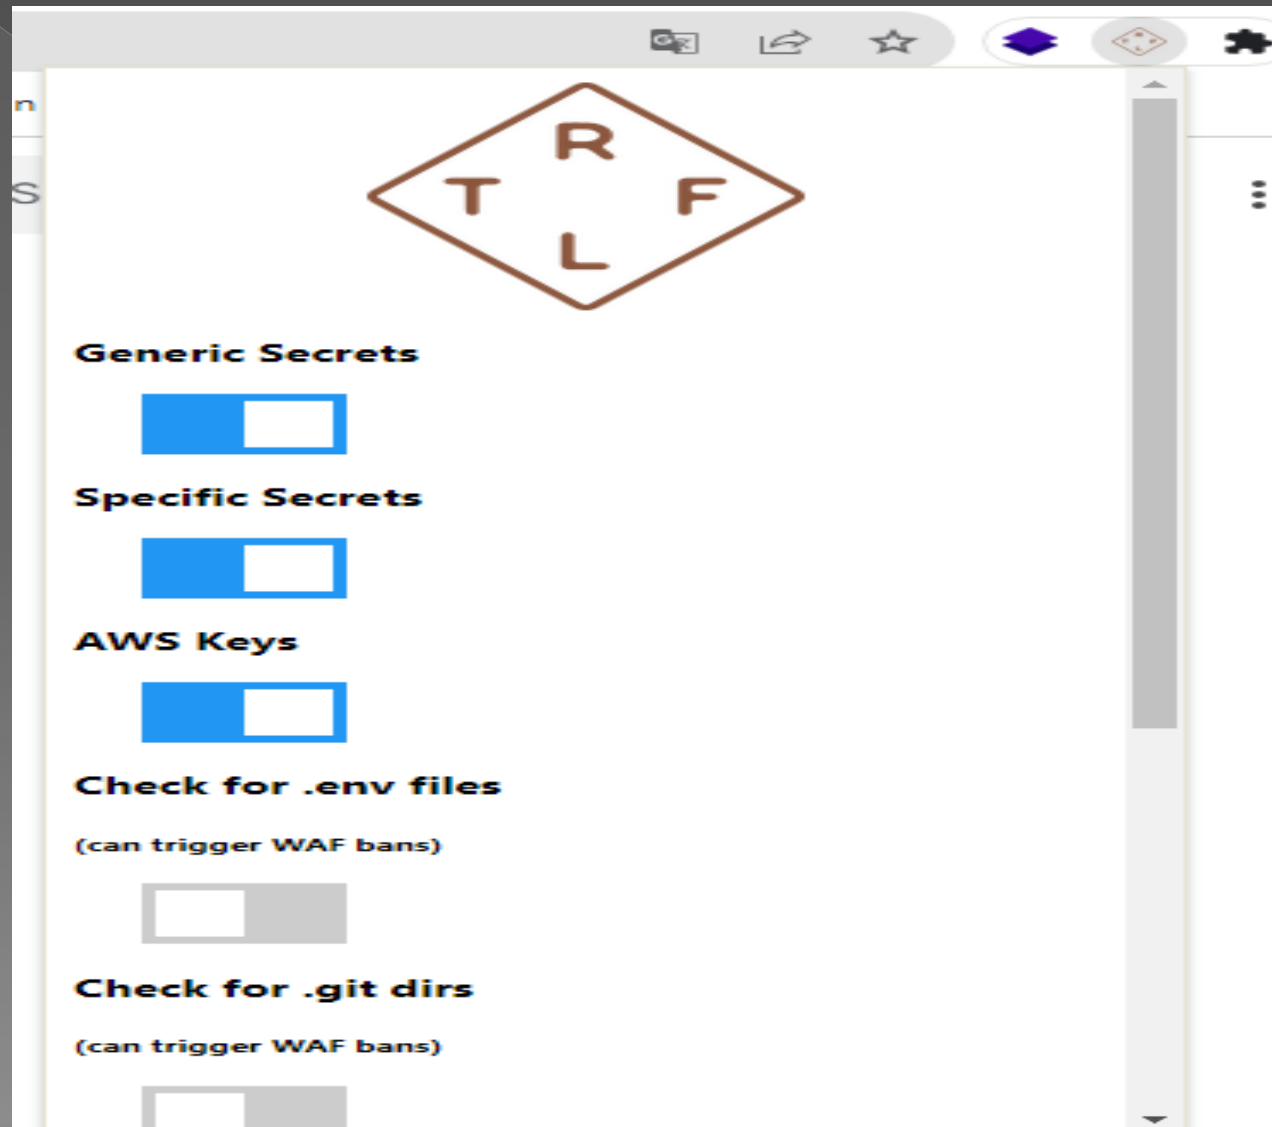 n
S
R
T F
L
Generic Secrets
Specific Secrets
AWS Keys
Check for .env files
(can trigger WAF bans)
Check for .git dirs
(can trigger WAF bans)